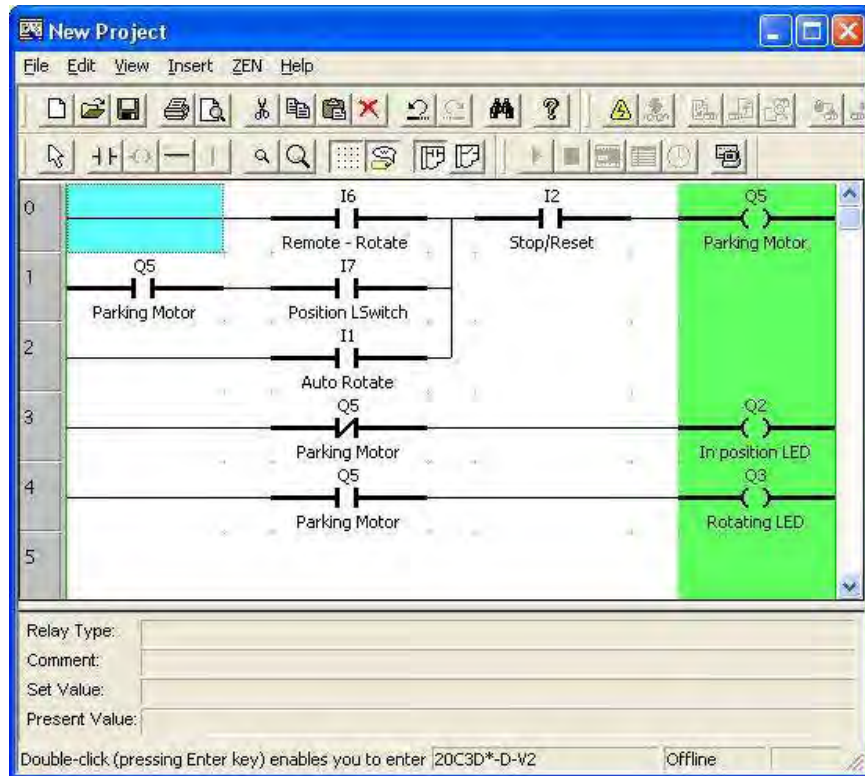 New Project
File Edit View Insert ZEN Help
0
I6
I2
Q5
Remote - Rotate
Stop/Reset
Parking Motor
1
Q5
I7
Parking Motor
Position LSwitch
2
I1
Auto Rotate
3
Q5
Q2
Parking Motor
In position LED
4
Q5
Q3
Parking Motor
Rotating LED
5
Relay Type:
Comment:
Set Value:
Present Value:
Double-click (pressing Enter key) enables you to enter 20C3D*-D-V2 Offline